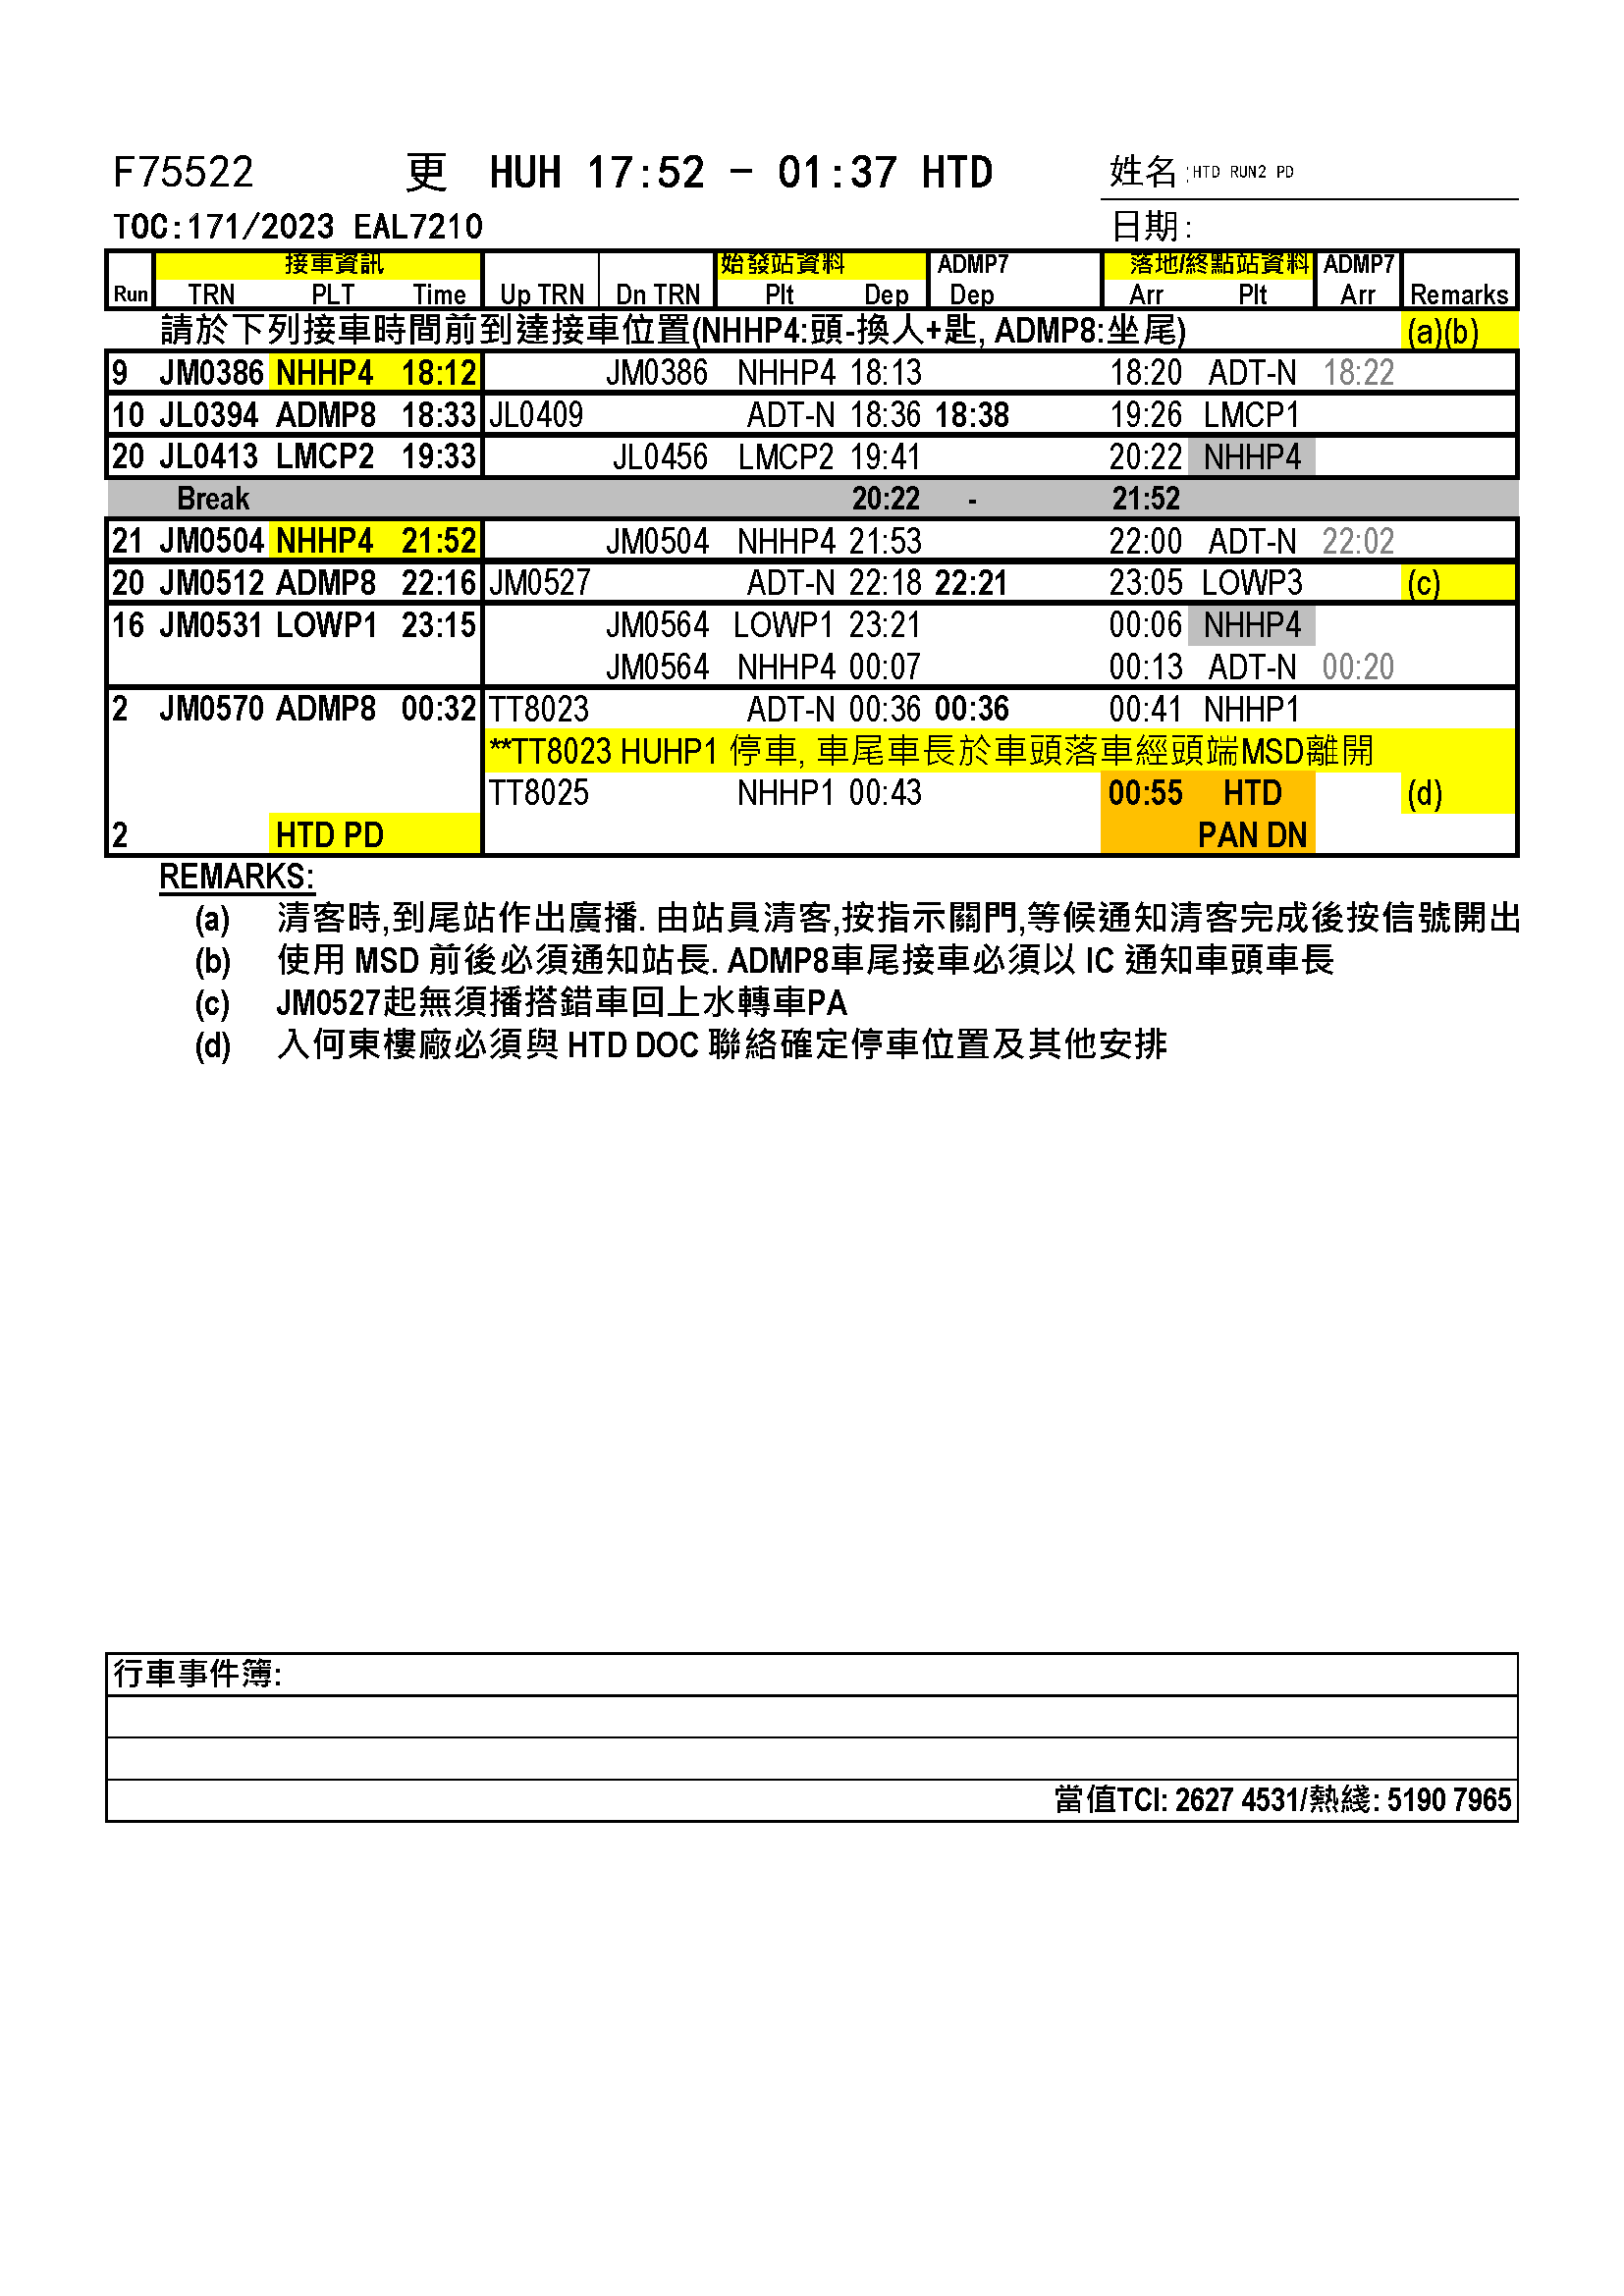 F75522 更 HUH 17:52 - 01:37 HTD 姓名:HTD RUN2 PD
TOC:171/2023 EAL7210 日期:
接車資訊 始發站資料 ADMP7 落地/終點站資料 ADMP7
Run TRN PLT Time Up TRN Dn TRN Plt Dep Dep Arr Plt Arr Remarks
請於下列接車時間前到達接車位置(NHHP4:頭-換人+匙, ADMP8:坐尾) (a)(b)
9 JM0386 NHHP4 18:12 JM0386 NHHP4 18:13 18:20 ADT-N 18:22
10 JL0394 ADMP8 18:33 JL0409 ADT-N 18:36 18:38 19:26 LMCP1
20 JL0413 LMCP2 19:33 JL0456 LMCP2 19:41 20:22 NHHP4
Break 20:22 - 21:52
21 JM0504 NHHP4 21:52 JM0504 NHHP4 21:53 22:00 ADT-N 22:02
20 JM0512 ADMP8 22:16 JM0527 ADT-N 22:18 22:21 23:05 LOWP3 (c)
16 JM0531 LOWP1 23:15 JM0564 LOWP1 23:21 00:06 NHHP4
JM0564 NHHP4 00:07 00:13 ADT-N 00:20
2 JM0570 ADMP8 00:32 TT8023 ADT-N 00:36 00:36 00:41 NHHP1
**TT8023 HUHP1 停車, 車尾車長於車頭落車經頭端MSD離開
TT8025 NHHP1 00:43 00:55 HTD (d)
2 HTD PD PAN DN
REMARKS:
(a) 清客時,到尾站作出廣播. 由站員清客,按指示關門,等候通知清客完成後按信號開出
(b) 使用 MSD 前後必須通知站長. ADMP8車尾接車必須以 IC 通知車頭車長
(c) JM0527起無須播搭錯車回上水轉車PA
(d) 入何東樓廠必須與 HTD DOC 聯絡確定停車位置及其他安排
行車事件簿:
當值TCI: 2627 4531/熱綫: 5190 7965